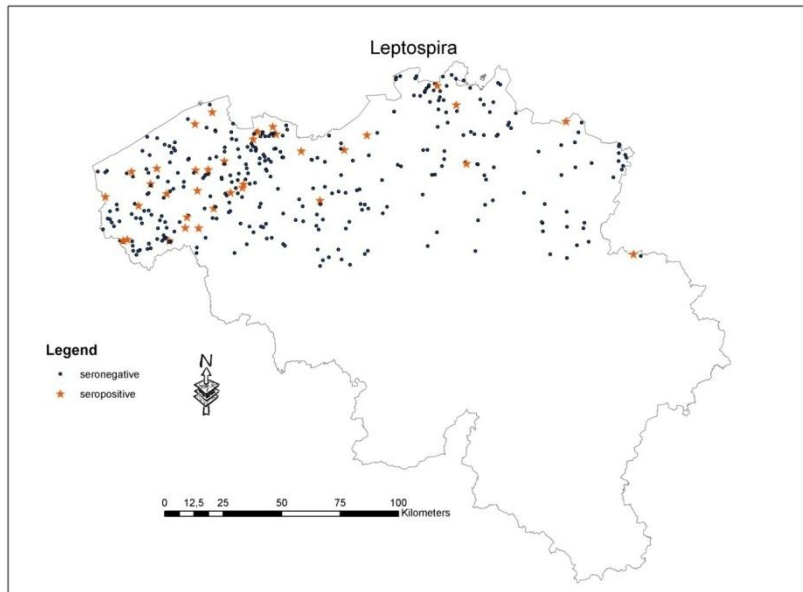 Leptospira
Legend
seronegative
seropositive
N
0 12,5 25 50 75 100
Kilometers